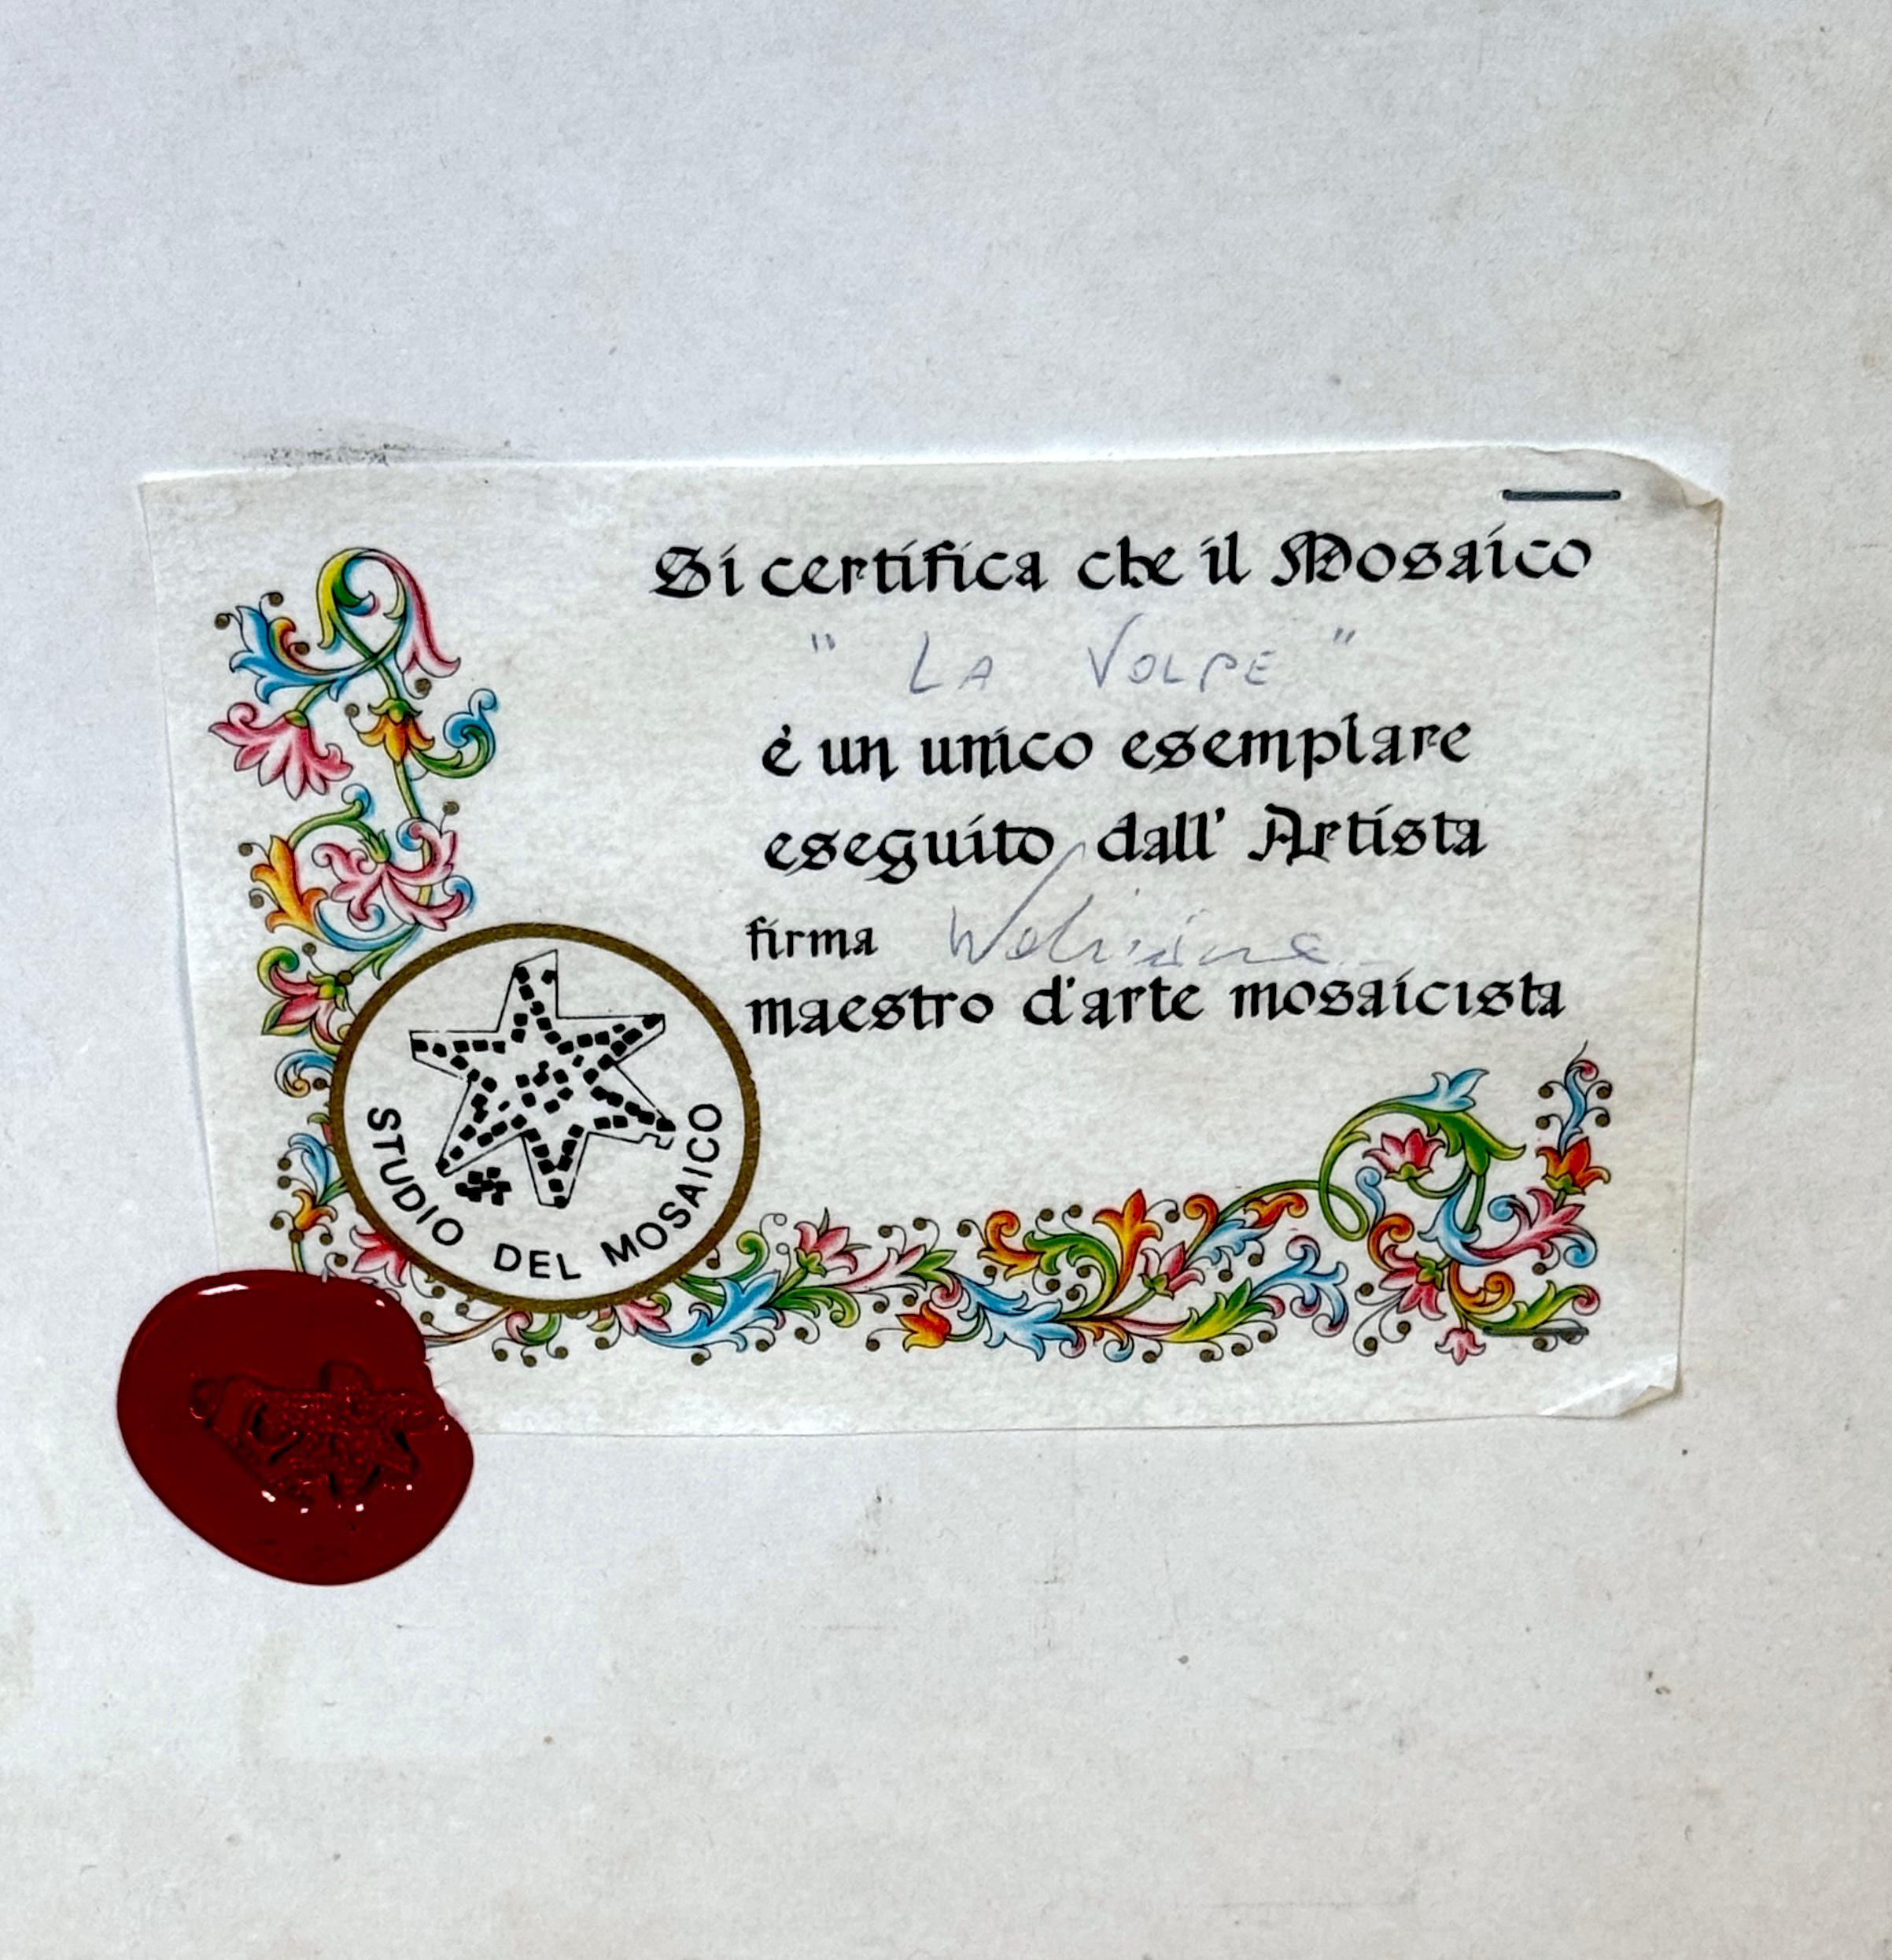 Si certifica che il Mosaico
" LA VOLPE "
è un unico esemplare
eseguito dall' Artista
firma
maestro d'arte mosaicista
STUDIO DEL MOSAICO